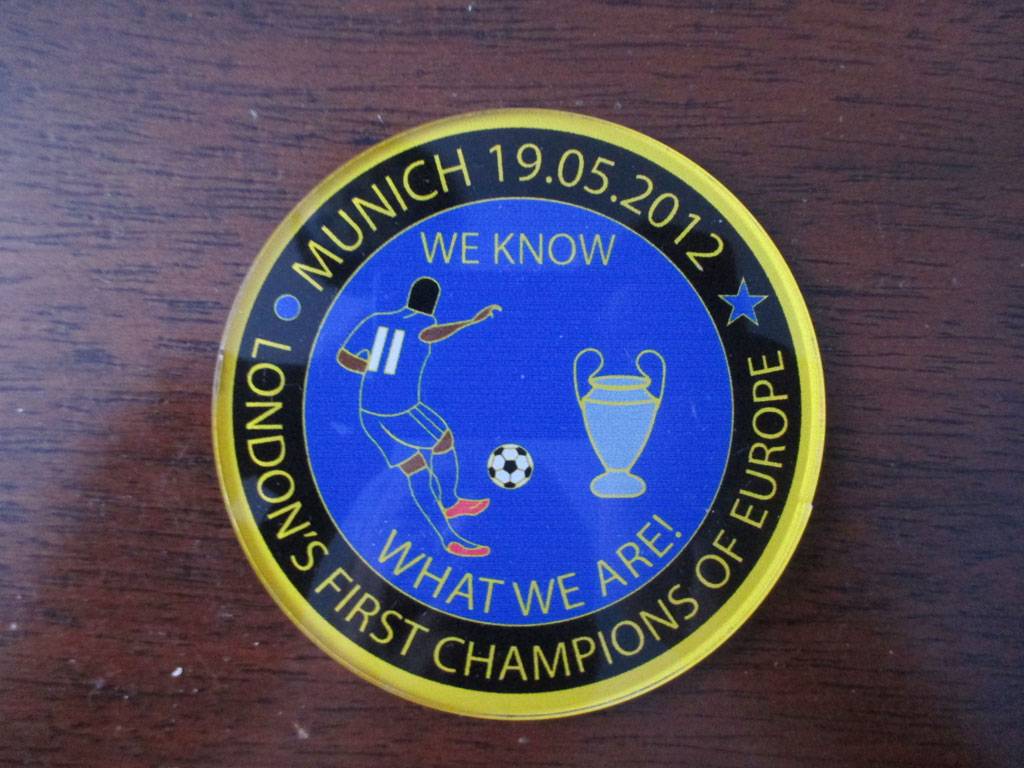 MUNICH 19.05.2012
WE KNOW
11
WHAT WE ARE!
LONDON'S FIRST CHAMPIONS OF EUROPE